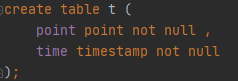 create table t (
point point not null ,
time timestamp not null
);